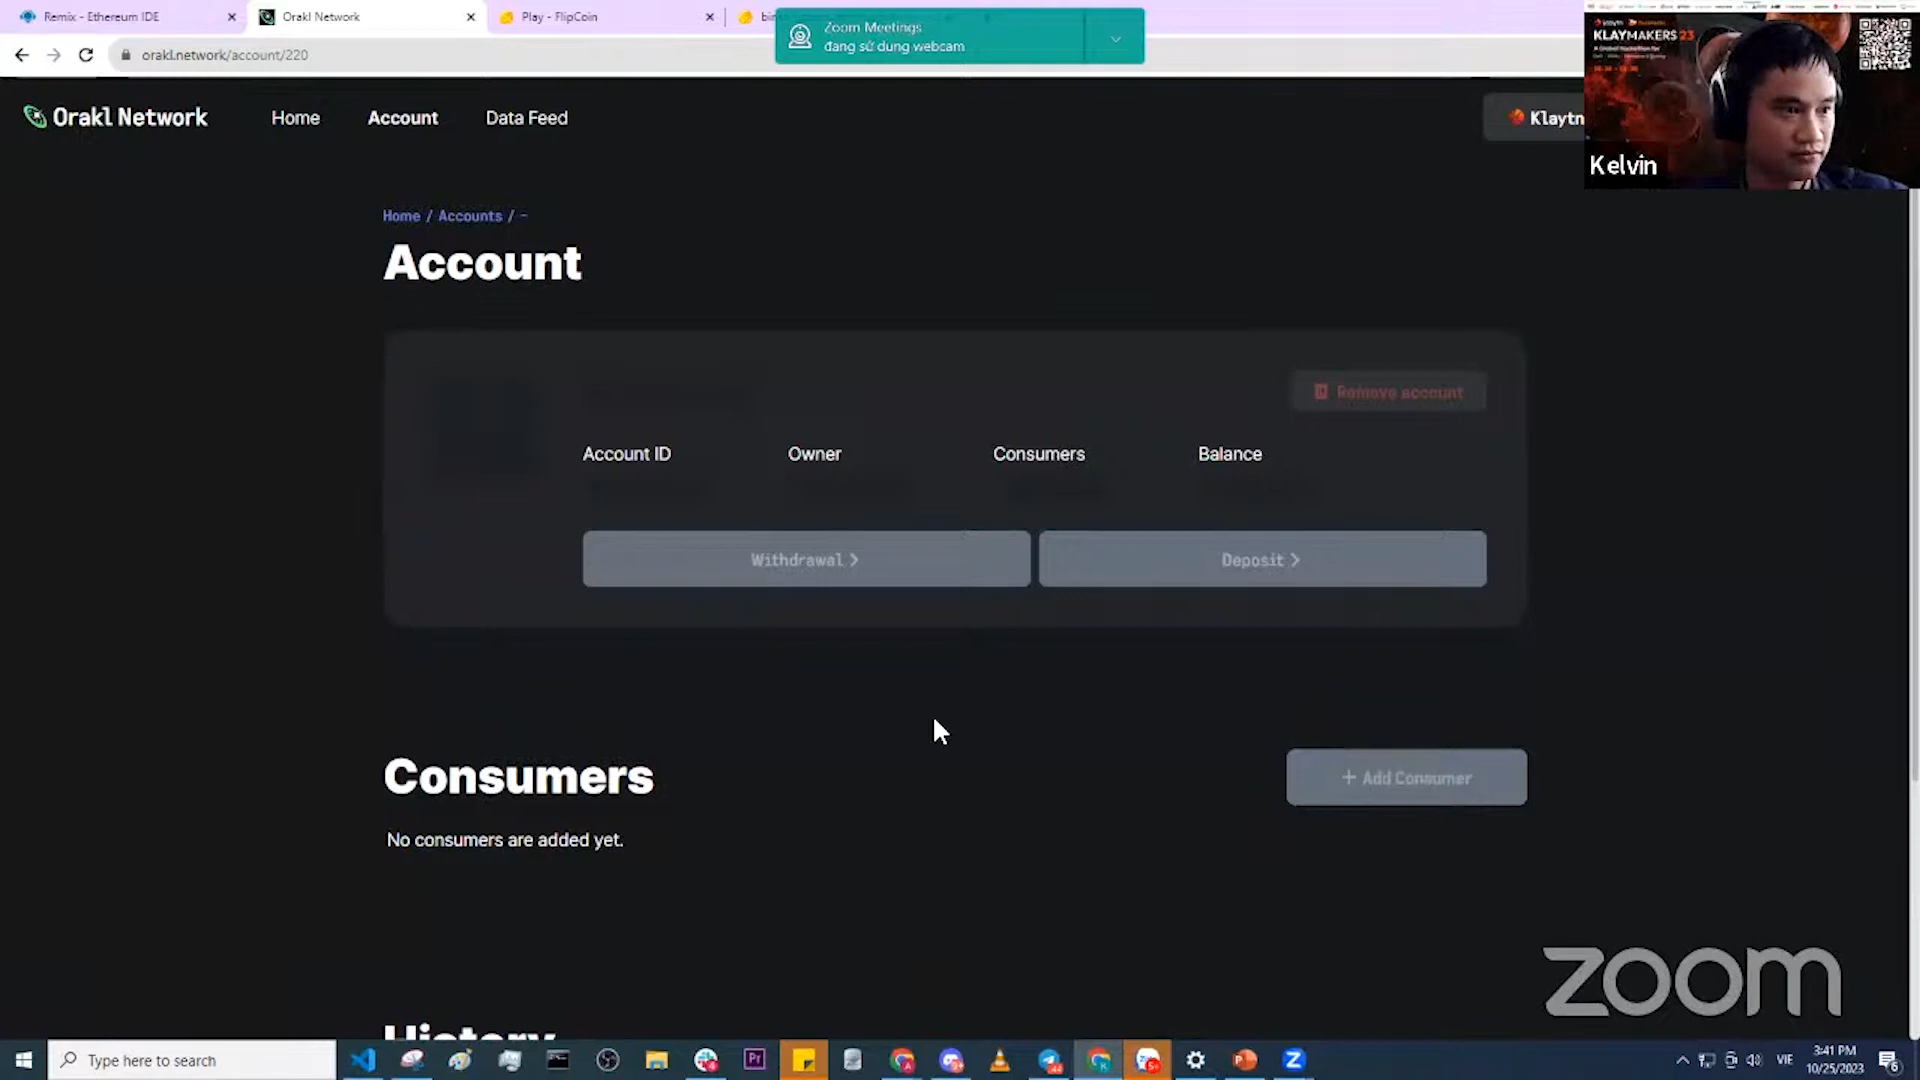 Remix - Ethereum IDE
Orakl Network
Play - FlipCoin
Zoom Meetings
đang sử dụng webcam
orakl.network/account/220
KLAYMAKERS 23
Kelvin
Orakl Network
Home
Account
Data Feed
Klaytn
Home / Accounts / -
Account
Remove account
Account ID
Owner
Consumers
Balance
Withdrawal >
Deposit >
Consumers
+ Add Consumer
No consumers are added yet.
zoom
History
Type here to search
VIE
3:41 PM
10/25/2023